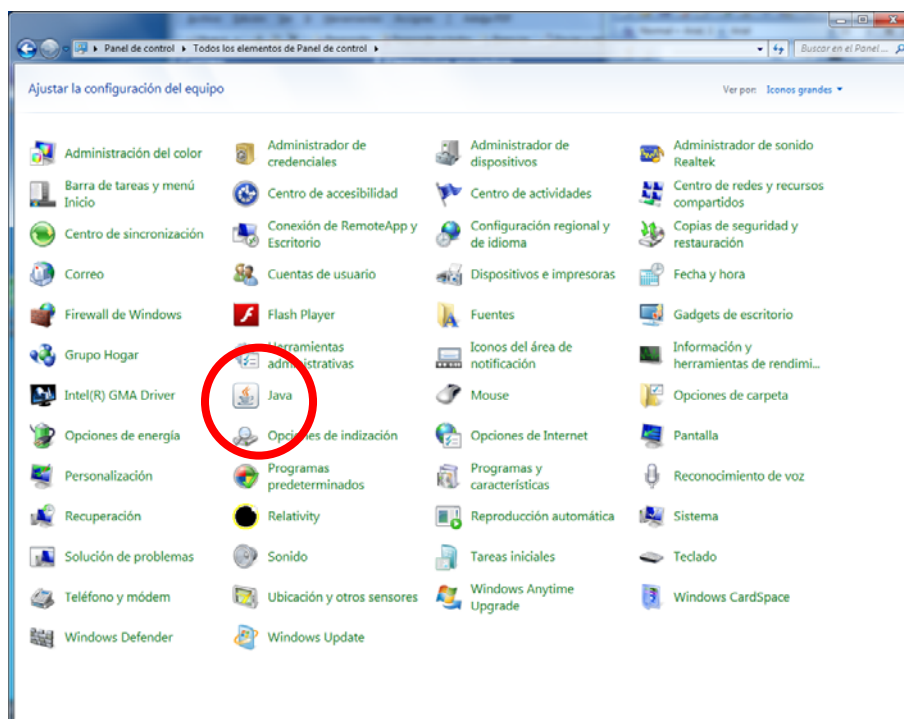 Panel de control ▸ Todos los elementos de Panel de control ▸
Buscar en el Panel ...
Ajustar la configuración del equipo
Ver por: Iconos grandes
Administración del color
Administrador de
credenciales
Administrador de
dispositivos
Administrador de sonido
Realtek
Barra de tareas y menú
Inicio
Centro de accesibilidad
Centro de actividades
Centro de redes y recursos
compartidos
Centro de sincronización
Conexión de RemoteApp y
Escritorio
Configuración regional y
de idioma
Copias de seguridad y
restauración
Correo
Cuentas de usuario
Dispositivos e impresoras
Fecha y hora
Firewall de Windows
Flash Player
Fuentes
Gadgets de escritorio
Grupo Hogar
Herramientas
administrativas
Iconos del área de
notificación
Información y
herramientas de rendimi...
Intel(R) GMA Driver
Java
Mouse
Opciones de carpeta
Opciones de energía
Opciones de indización
Opciones de Internet
Pantalla
Personalización
Programas
predeterminados
Programas y
características
Reconocimiento de voz
Recuperación
Relativity
Reproducción automática
Sistema
Solución de problemas
Sonido
Tareas iniciales
Teclado
Teléfono y módem
Ubicación y otros sensores
Windows Anytime
Upgrade
Windows CardSpace
Windows Defender
Windows Update